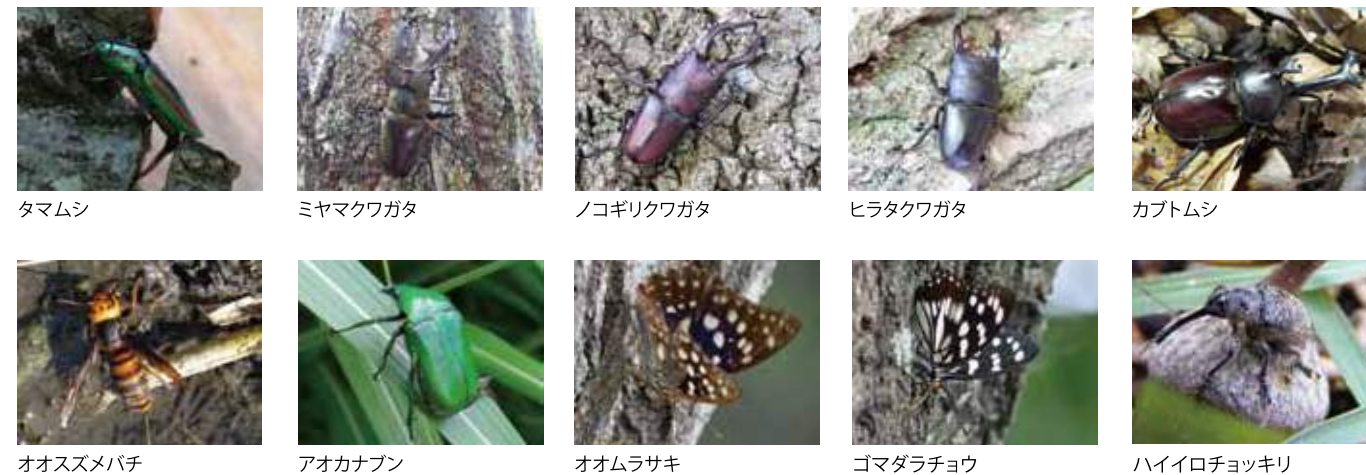 タマムシ
ミヤマクワガタ
ノコギリクワガタ
ヒラタクワガタ
カブトムシ
オオスズメバチ
アオカナブン
オオムラサキ
ゴマダラチョウ
ハイイロチョッキリ